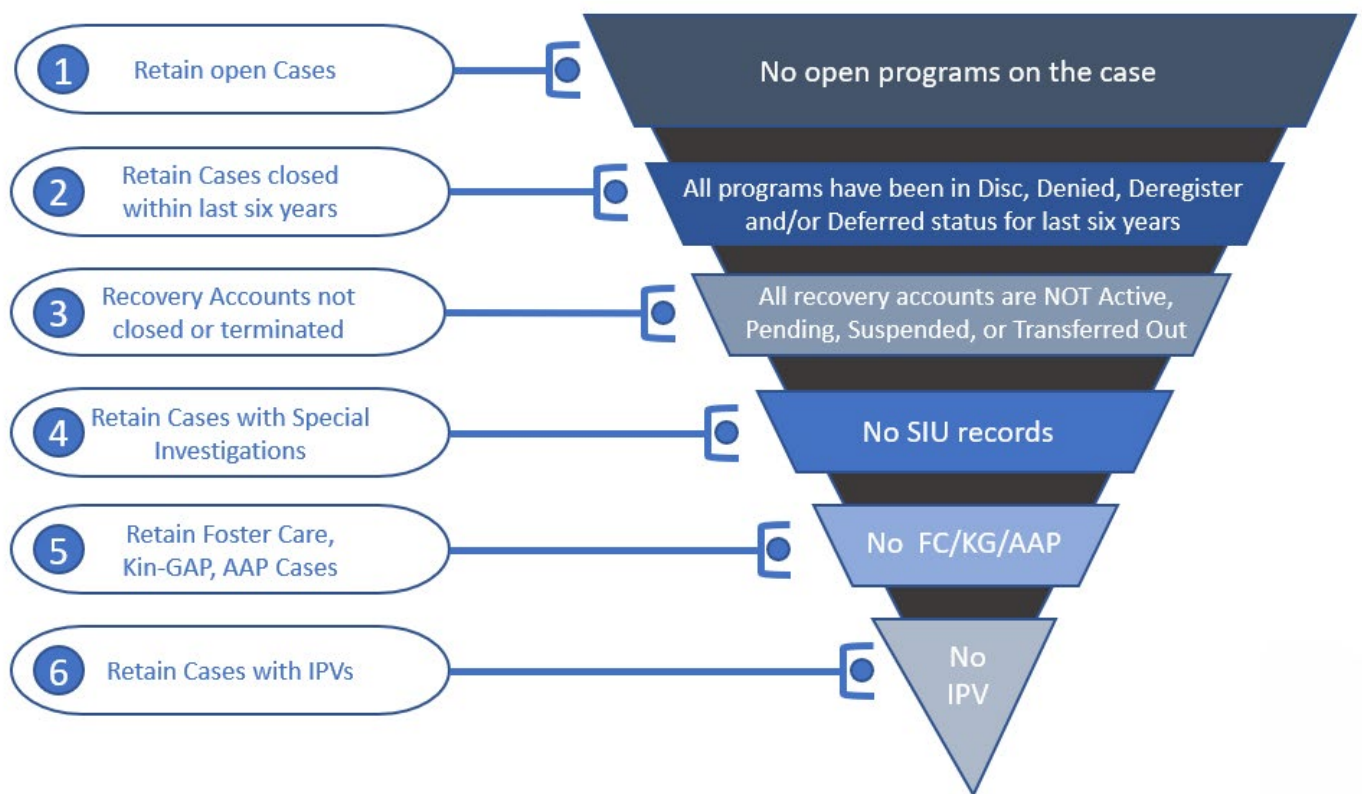 1
Retain open Cases
No open programs on the case
2
Retain Cases closed
within last six years
All programs have been in Disc, Denied, Deregister
and/or Deferred status for last six years
3
Recovery Accounts not
closed or terminated
All recovery accounts are NOT Active,
Pending, Suspended, or Transferred Out
4
Retain Cases with Special
Investigations
No SIU records
5
Retain Foster Care,
Kin-GAP, AAP Cases
No FC/KG/AAP
6
Retain Cases with IPVs
No
IPV